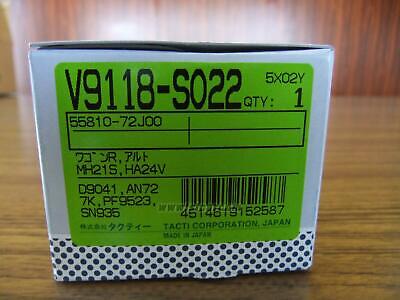 V9118-S022
5X02Y
QTY: 1
55810-72J00
ワゴンR,アルト
MH21S,HA24V
D9041,AN72
7K,PF9523,
SN935
4514619152587
株式会社 タクティー
TACTI CORPORATION, JAPAN
MADE IN JAPAN